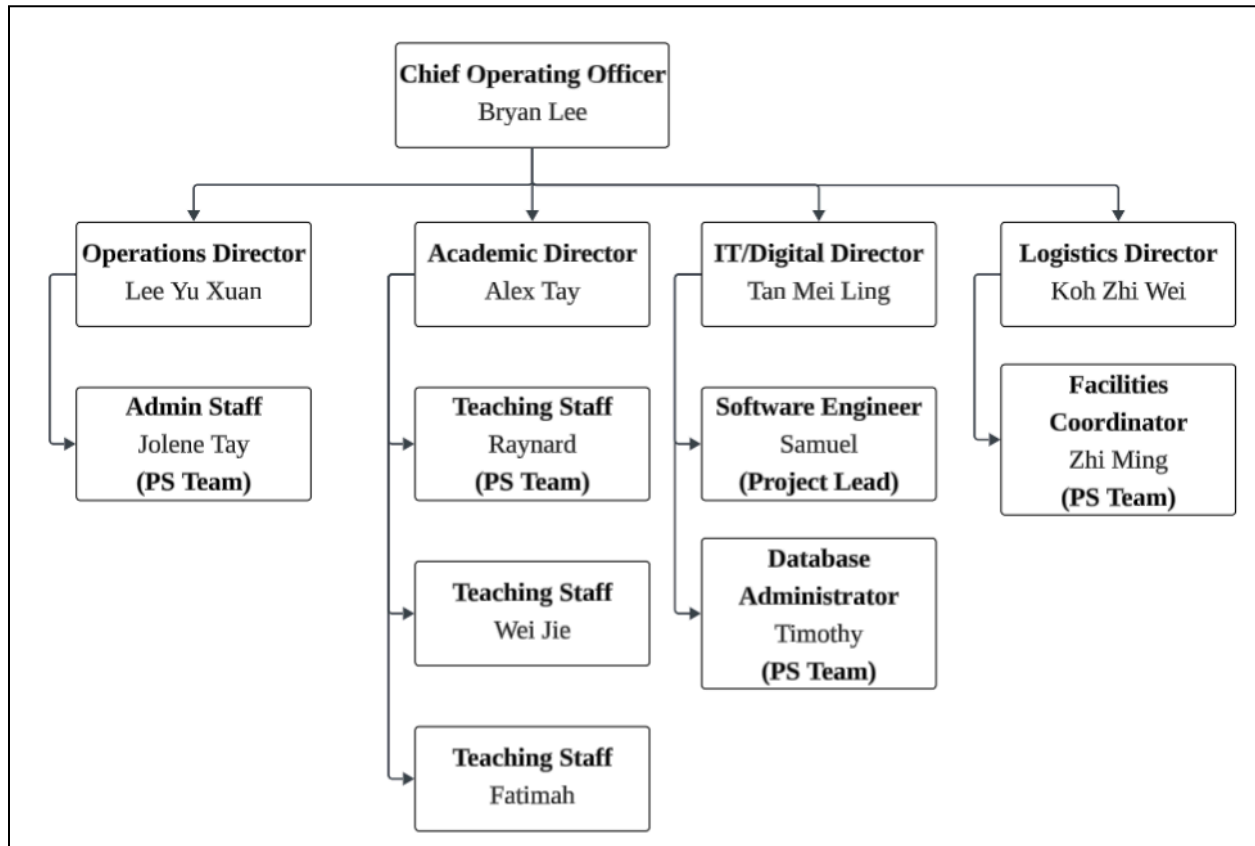 Chief Operating Officer
Bryan Lee
Operations Director
Lee Yu Xuan
Academic Director
Alex Tay
IT/Digital Director
Tan Mei Ling
Logistics Director
Koh Zhi Wei
Admin Staff
Jolene Tay
(PS Team)
Teaching Staff
Raynard
(PS Team)
Software Engineer
Samuel
(Project Lead)
Facilities
Coordinator
Zhi Ming
(PS Team)
Teaching Staff
Wei Jie
Database
Administrator
Timothy
(PS Team)
Teaching Staff
Fatimah